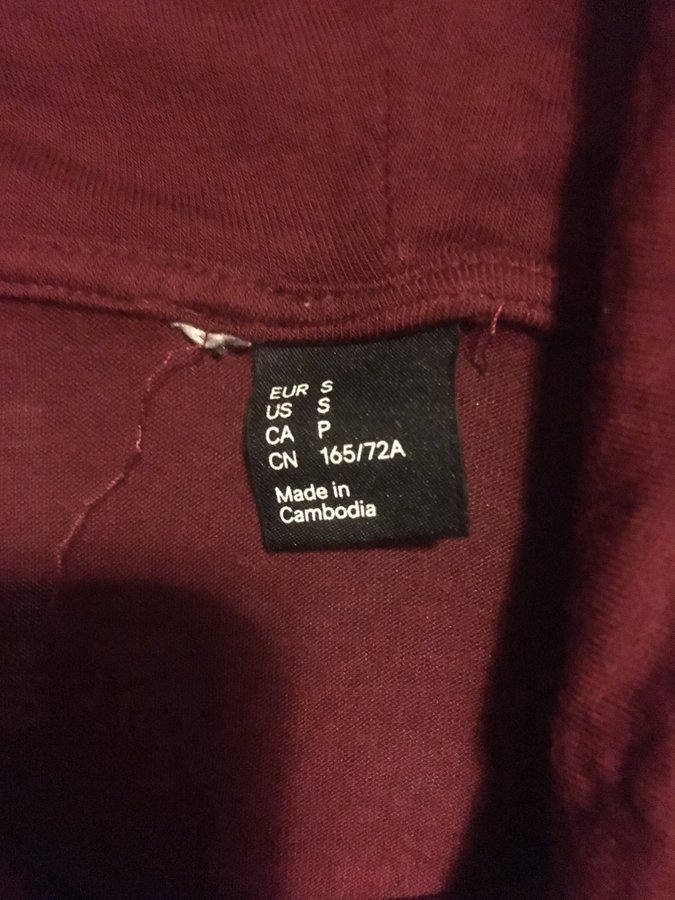 EUR S
US S
CA P
CN 165/72A
Made in
Cambodia